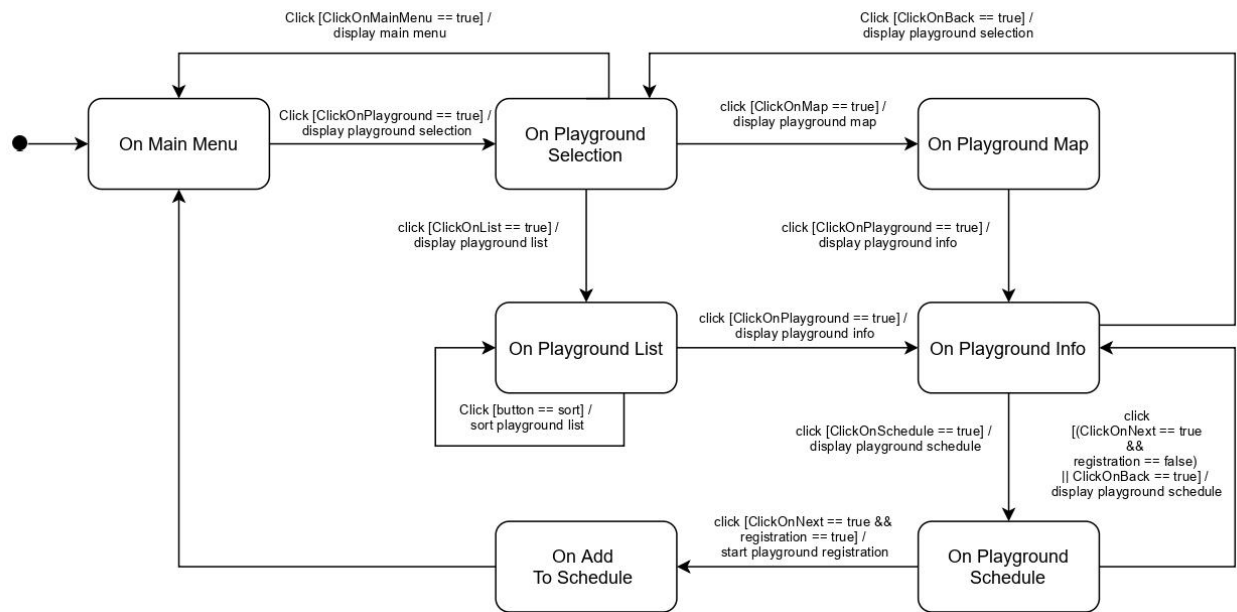 Click [ClickOnMainMenu == true] /
display main menu
Click [ClickOnBack == true] /
display playground selection
On Main Menu
Click [ClickOnPlayground == true] /
display playground selection
On Playground
Selection
click [ClickOnMap == true] /
display playground map
On Playground Map
click [ClickOnList == true] /
display playground list
click [ClickOnPlayground == true] /
display playground info
On Playground List
click [ClickOnPlayground == true] /
display playground info
On Playground Info
Click [button == sort] /
sort playground list
click [ClickOnSchedule == true] /
display playground schedule
click
[(ClickOnNext == true
&&
registration == false)
|| ClickOnBack == true] /
display playground schedule
On Add
To Schedule
click [ClickOnNext == true &&
registration == true] /
start playground registration
On Playground
Schedule